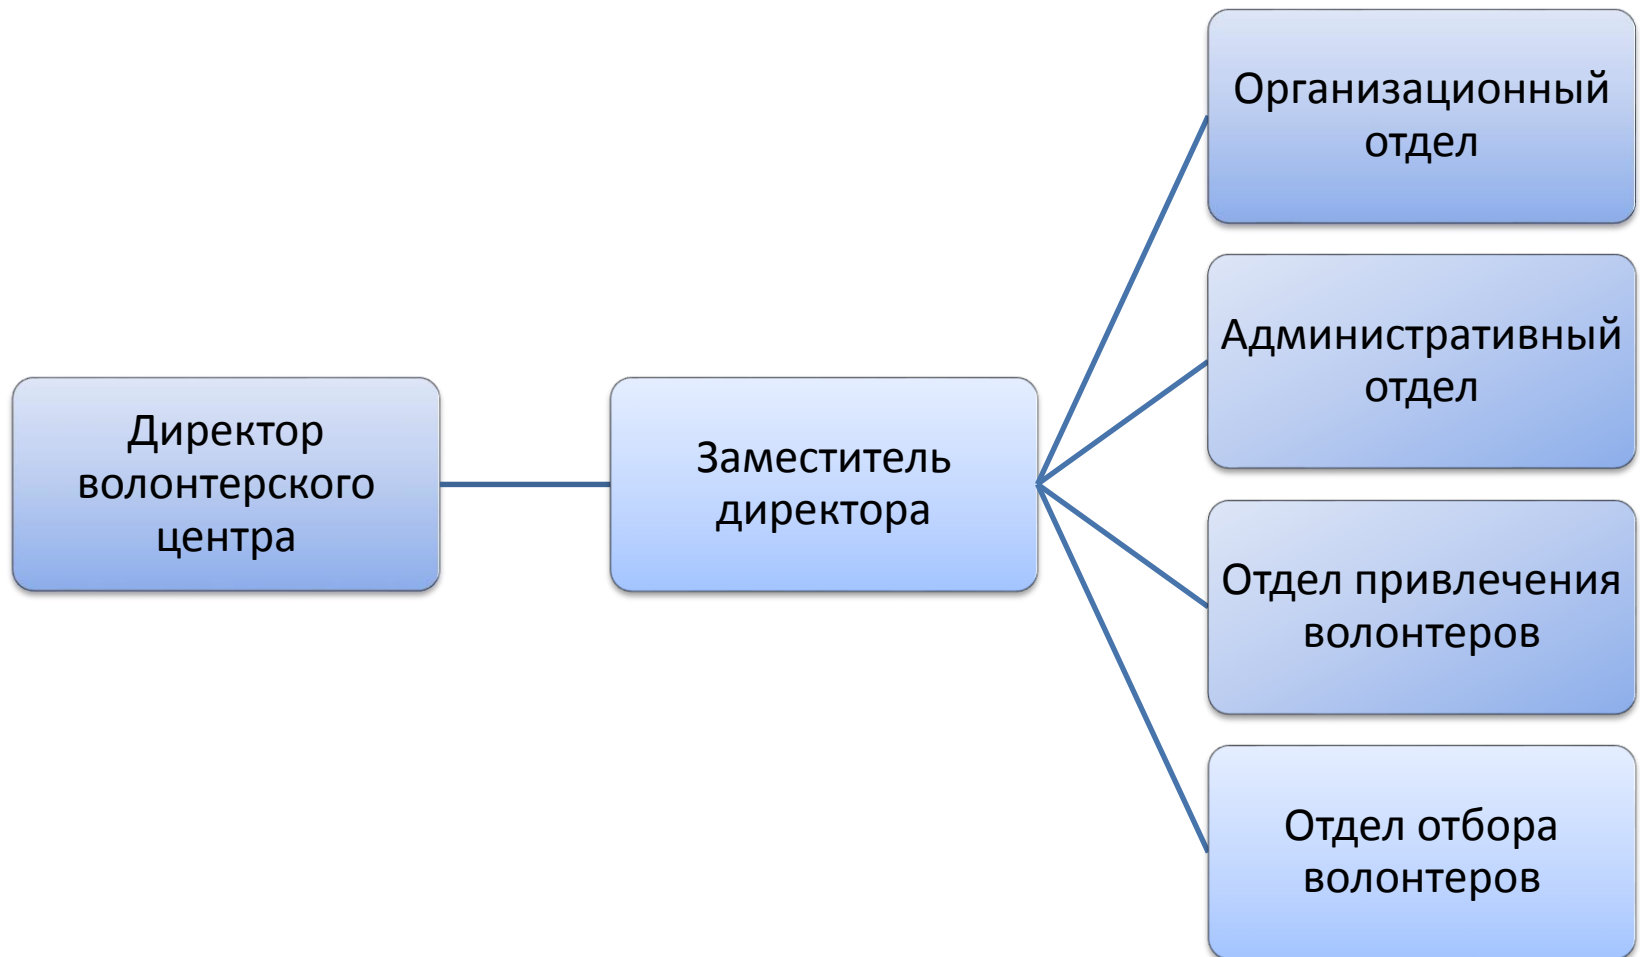 Директор
волонтерского
центра
Заместитель
директора
Организационный
отдел
Административный
отдел
Отдел привлечения
волонтеров
Отдел отбора
волонтеров